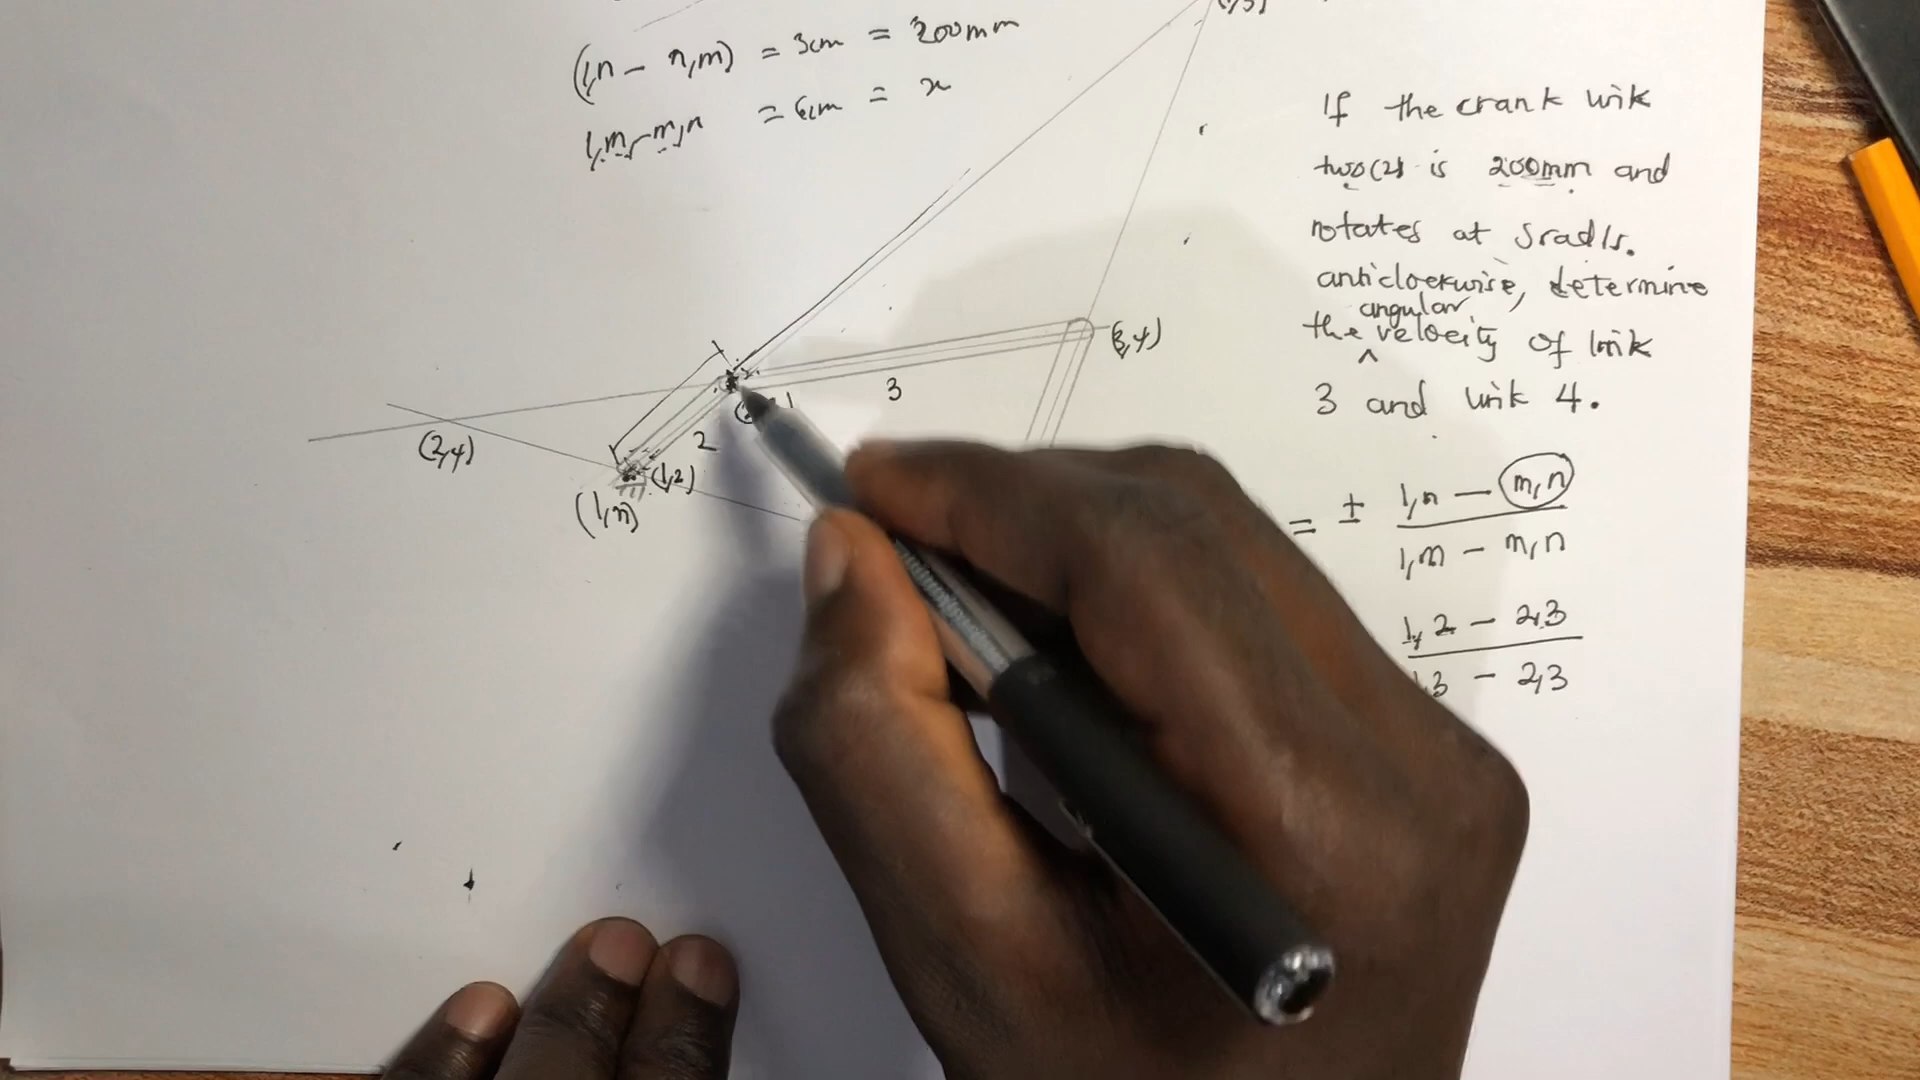 (1,n - n,m) = 3cm = 200mm
1,m - m,n = 6cm = x
If the crank link
two(2) is 200mm and
rotates at 5rad/s.
anticlockwise, determine
angular
the ^ velocity of link
3 and link 4.
(3,4)
3
2
(2,4)
(1,2)
(1,n)
= ± 1,n - m,n
1,m - m,n
1,2 - 2,3
,3 - 2,3